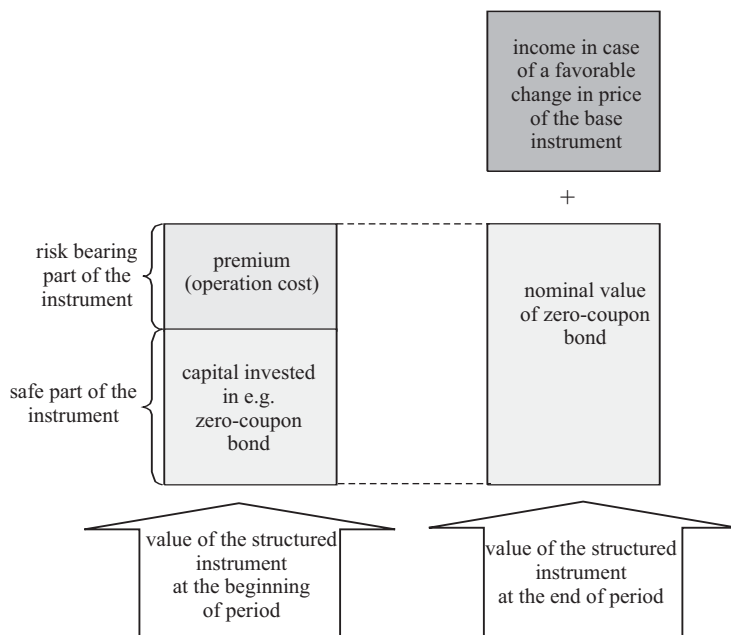 income in case
of a favorable
change in price
of the base
instrument
+
risk bearing
part of the
instrument
premium
(operation cost)
nominal value
of zero-coupon
bond
safe part of the
instrument
capital invested
in e.g.
zero-coupon
bond
value of the structured
instrument
at the beginning
of period
value of the structured
instrument
at the end of period